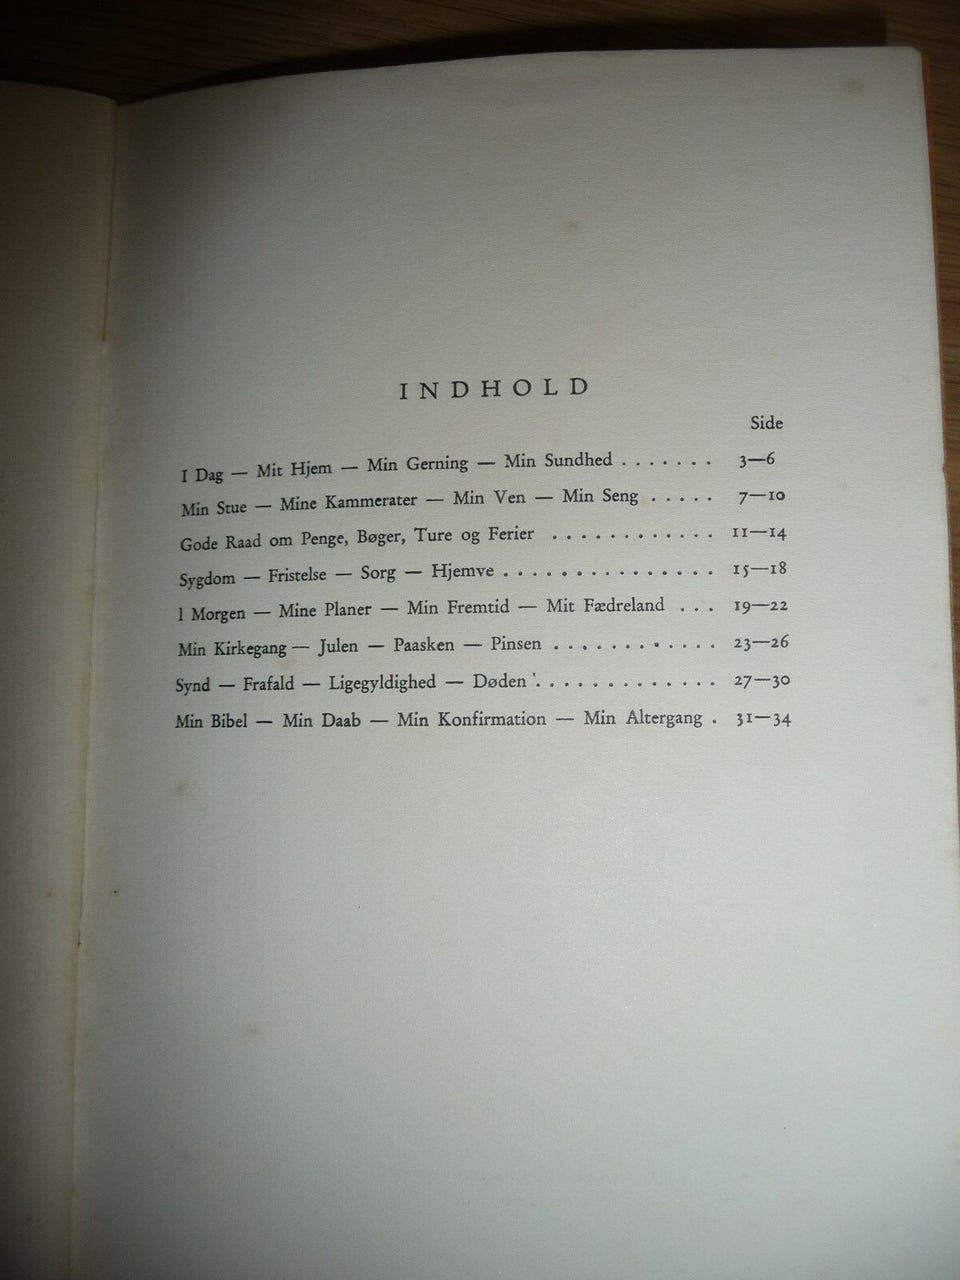 INDHOLD
Side
I Dag — Mit Hjem — Min Gerning — Min Sundhed . . . . . . . 3—6
Min Stue — Mine Kammerater — Min Ven — Min Seng . . . . . 7—10
Gode Raad om Penge, Bøger, Ture og Ferier . . . . . . . . . . . . 11—14
Sygdom — Fristelse — Sorg — Hjemve . . . . . . . . . . . . . . . 15—18
I Morgen — Mine Planer — Min Fremtid — Mit Fædreland . . . 19—22
Min Kirkegang — Julen — Paasken — Pinsen . . . . . . . . . . . . 23—26
Synd — Frafald — Ligegyldighed — Døden . . . . . . . . . . . . . 27—30
Min Bibel — Min Daab — Min Konfirmation — Min Altergang . 31—34